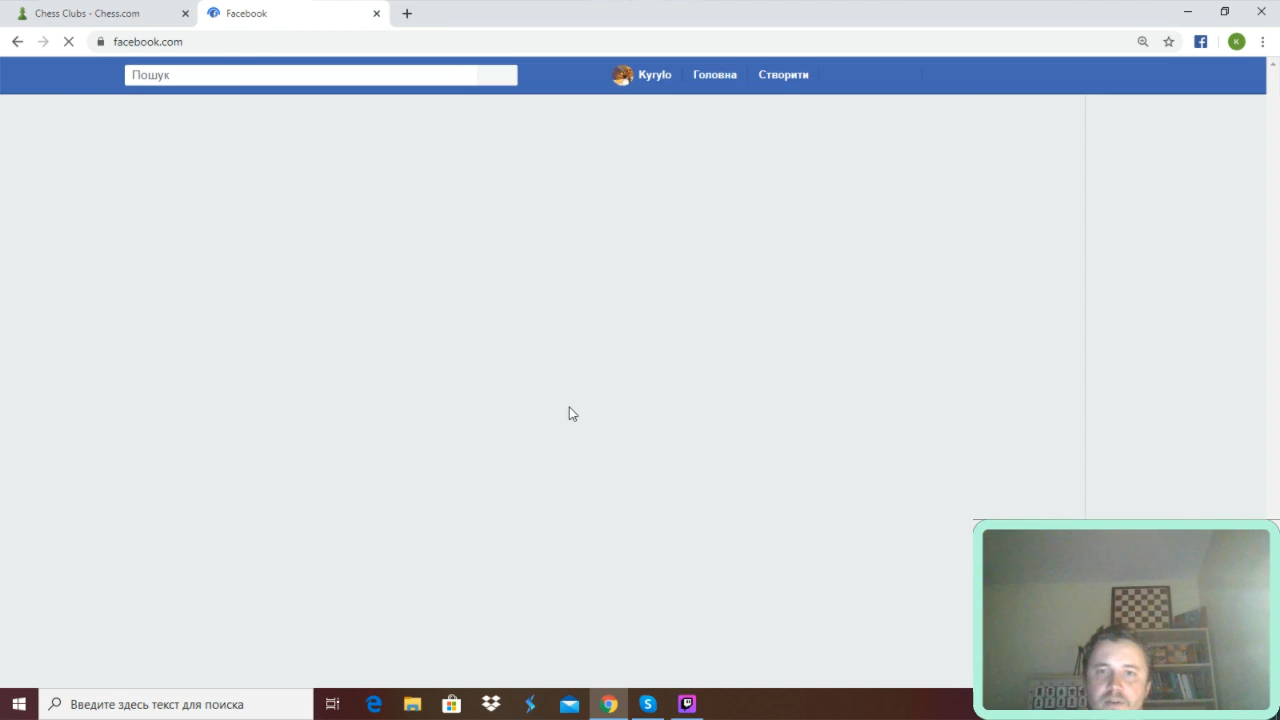 Chess Clubs - Chess.com
Facebook
facebook.com
K
Пошук
Kyrylo
Головна
Створити
Введите здесь текст для поиска